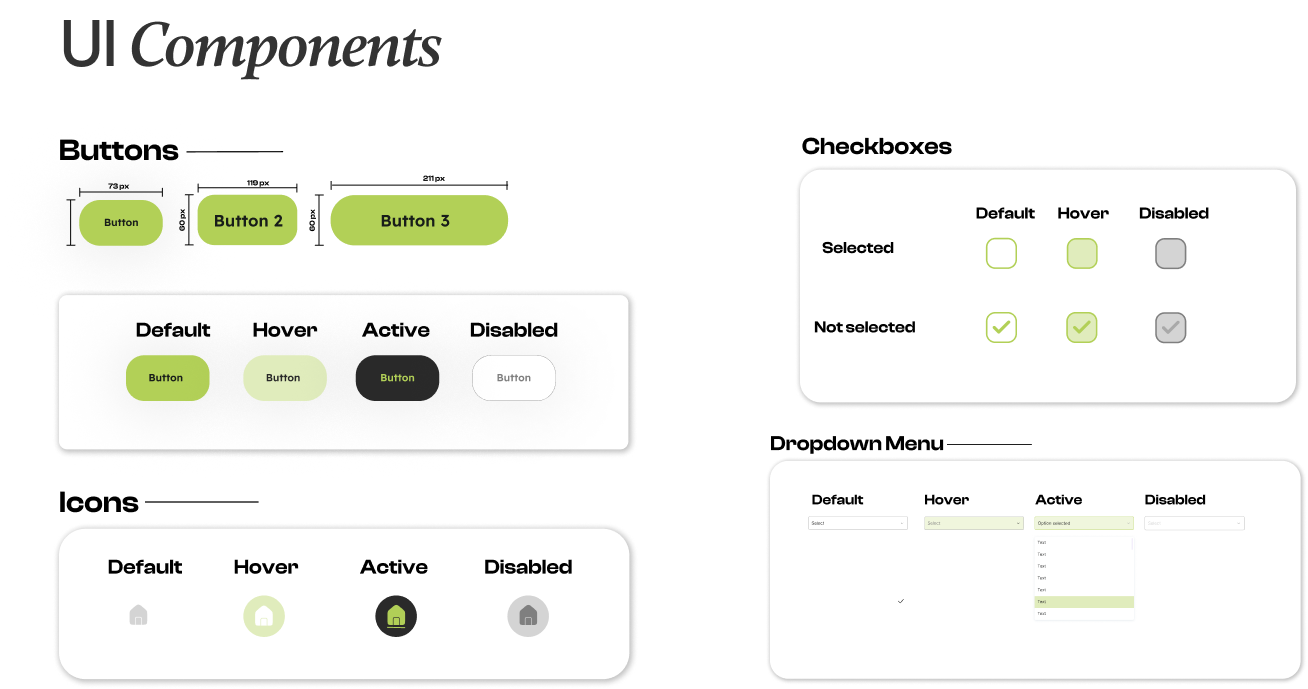 UI Components
Buttons
73 px
119 px
211 px
60 px
60 px
Button
Button 2
Button 3
Default Hover Active Disabled
Button Button Button Button
Icons
Default Hover Active Disabled
Checkboxes
Default Hover Disabled
Selected
Not selected
Dropdown Menu
Default Hover Active Disabled
Select Select Option selected
Text
Text
Text
Text
Text
Text
Text